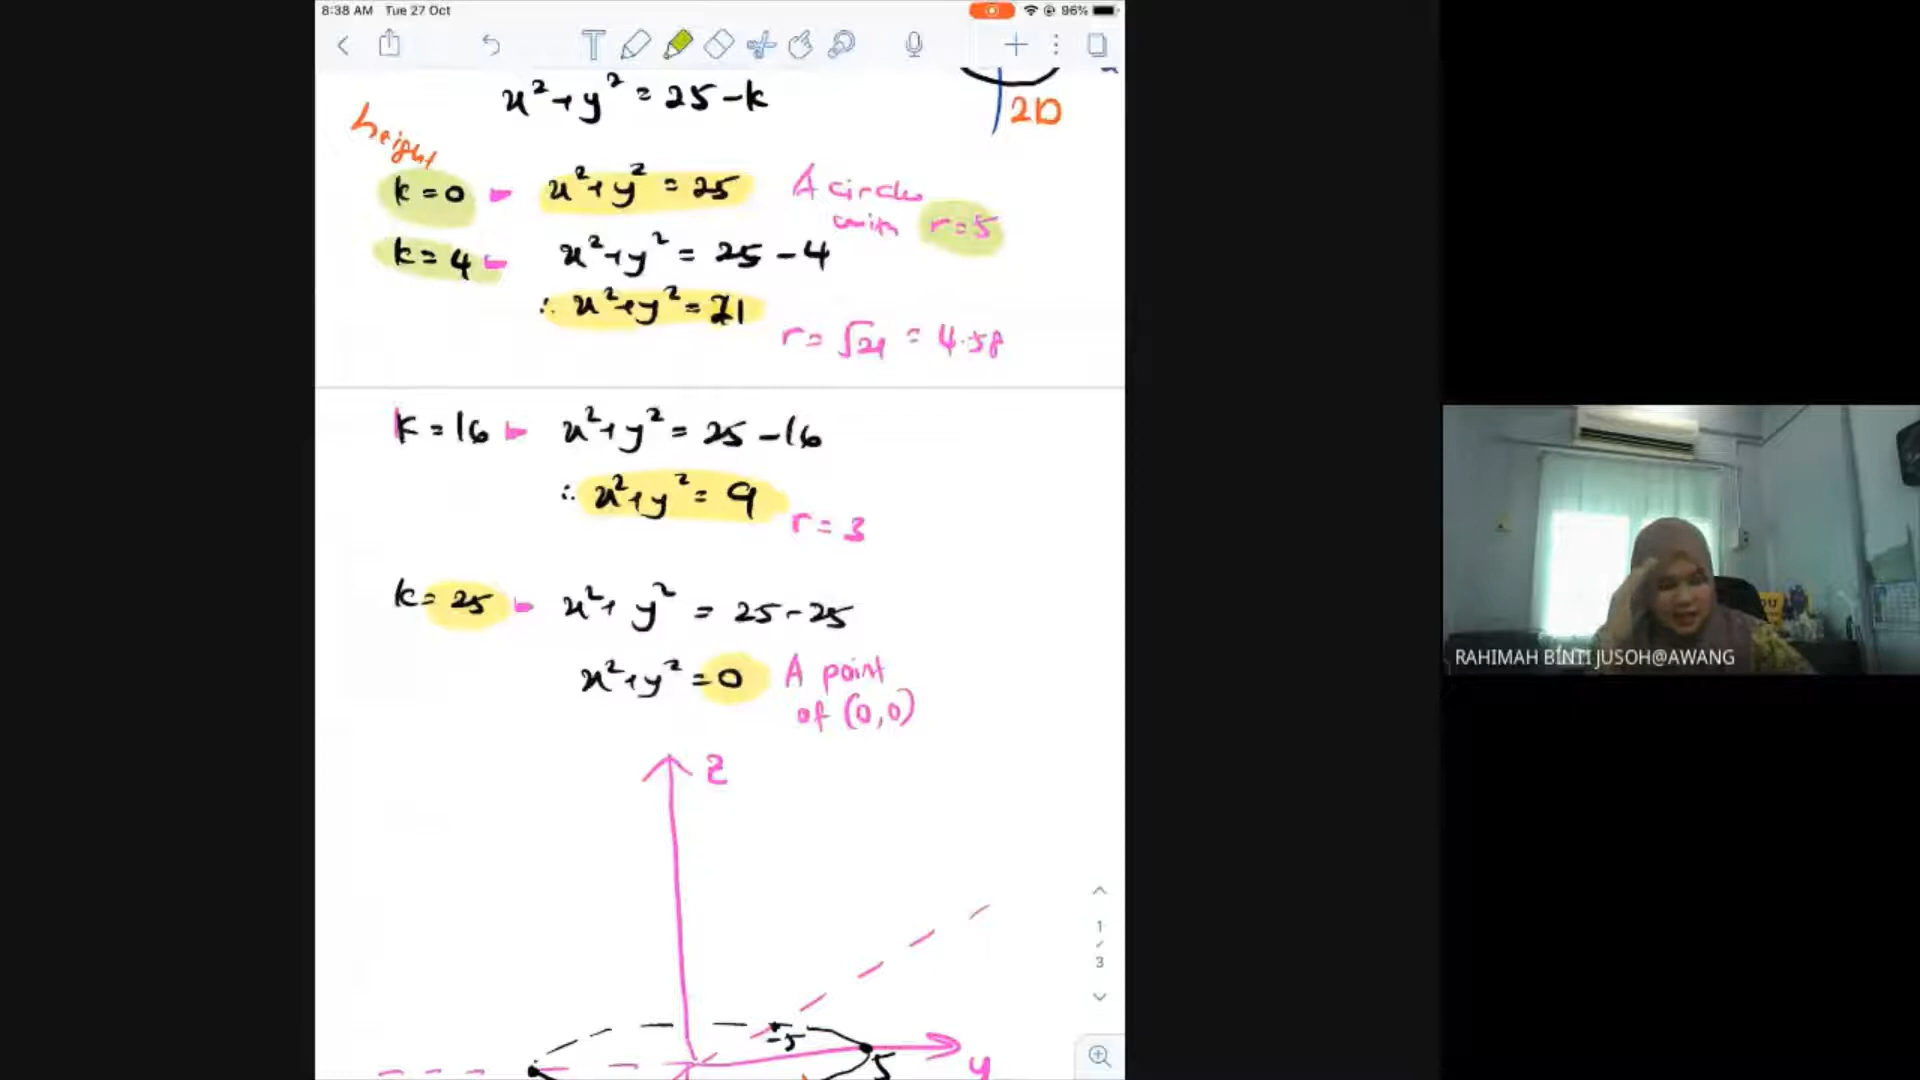 8:38 AM Tue 27 Oct
96%
T
x² + y² = 25 - k
2D
height
k = 0
x² + y² = 25
A circle
with r = 5
k = 4
x² + y² = 25 - 4
∴ x² + y² = 21
r = √21 = 4.58
k = 16
x² + y² = 25 - 16
∴ x² + y² = 9
r = 3
k = 25
x² + y² = 25 - 25
x² + y² = 0
A point
of (0,0)
z
1
/
3
-5
5
y
RAHIMAH BINTI JUSOH@AWANG